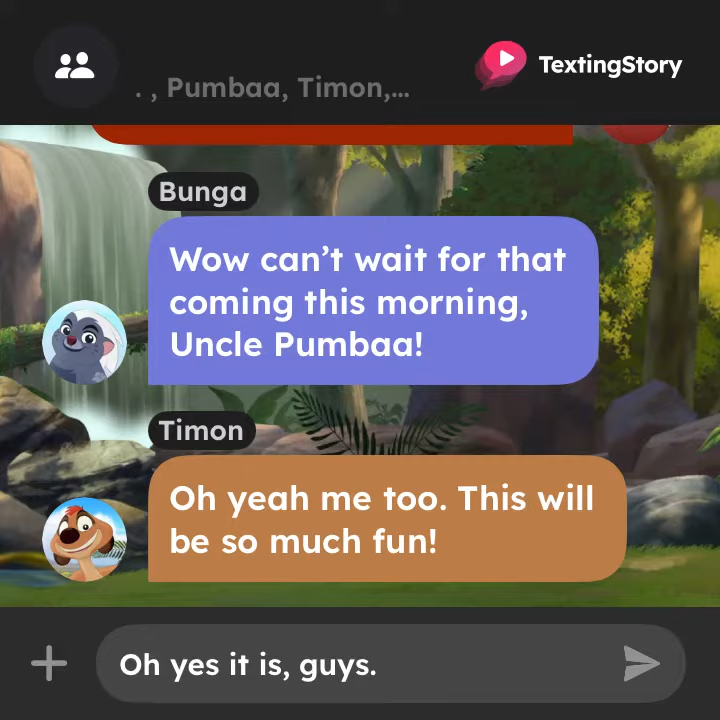 . , Pumbaa, Timon,...
TextingStory
Bunga
Wow can’t wait for that
coming this morning,
Uncle Pumbaa!
Timon
Oh yeah me too. This will
be so much fun!
Oh yes it is, guys.